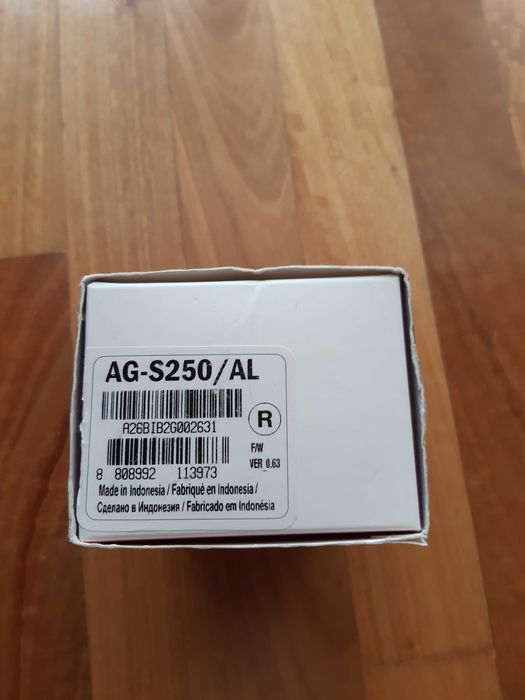 AG-S250/AL
A26BIB2G002631
R
F/W
VER_0.63
8 808992 113973
Made in Indonesia / Fabriqué en Indonesia /
Сделано в Индонезия / Fabricado em Indonésia